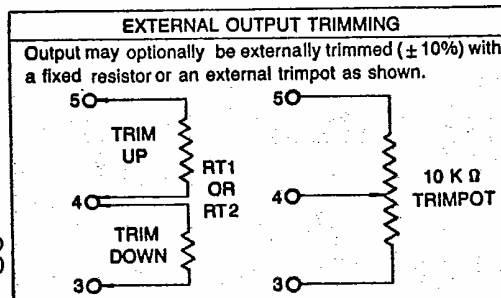 EXTERNAL OUTPUT TRIMMING
Output may optionally be externally trimmed (±10%) with
a fixed resistor or an external trimpot as shown.
5
TRIM
UP
4
RT1
OR
RT2
TRIM
DOWN
3
5
4
10 K Ω
TRIMPOT
3